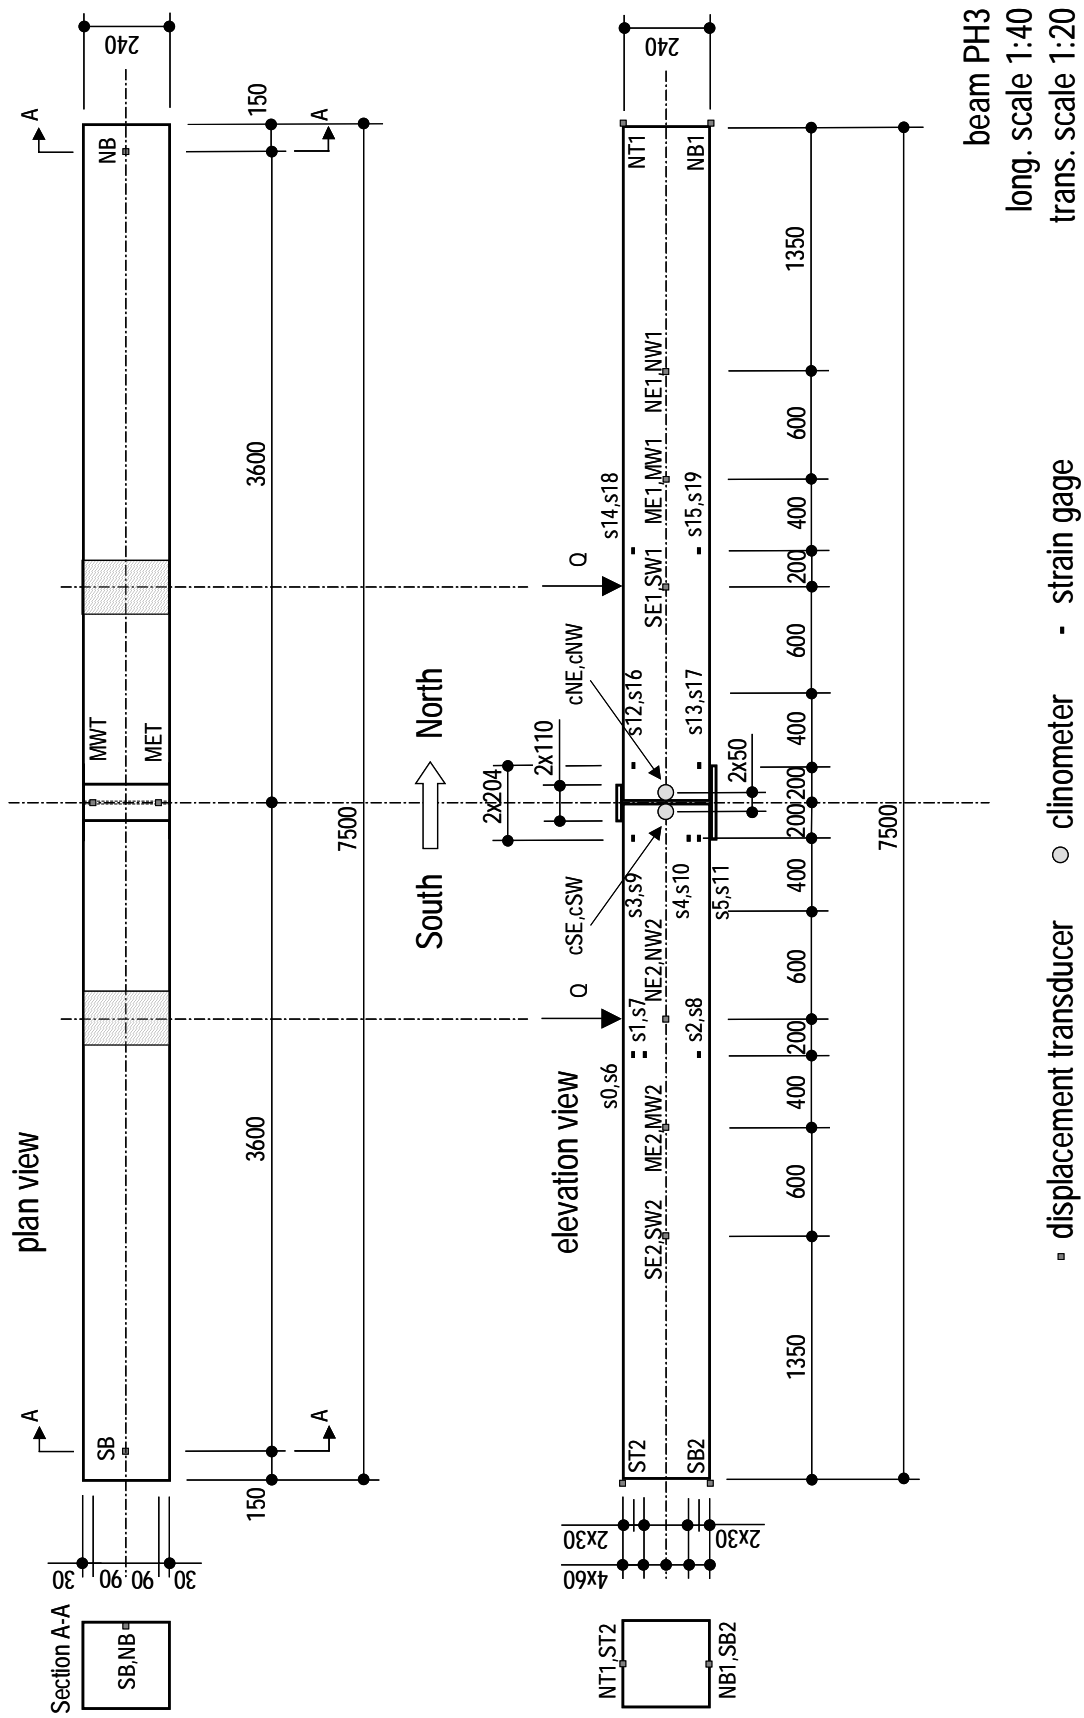 plan view
A
A
SB
NB
A
A
MWT
MET
240
30
90
90
30
150
3600
3600
150
7500
Section A-A
SB,NB
South
North
elevation view
2x204
2x110
Q
Q
cSE,cSW
cNE,cNW
s0,s6
s1,s7
s3,s9
s12,s16
s14,s18
ST2
NT1
SE2,SW2
ME2,MW2
NE2,NW2
SE1,SW1
ME1,MW1
NE1,NW1
SB2
s2,s8
s4,s10
s5,s11
s13,s17
s15,s19
NB1
240
2x30
2x30
4x60
2x50
1350
600
400
200
600
400
200
200
400
600
200
400
600
1350
7500
NT1,ST2
NB1,SB2
beam PH3
long. scale 1:40
trans. scale 1:20
displacement transducer
clinometer
strain gage